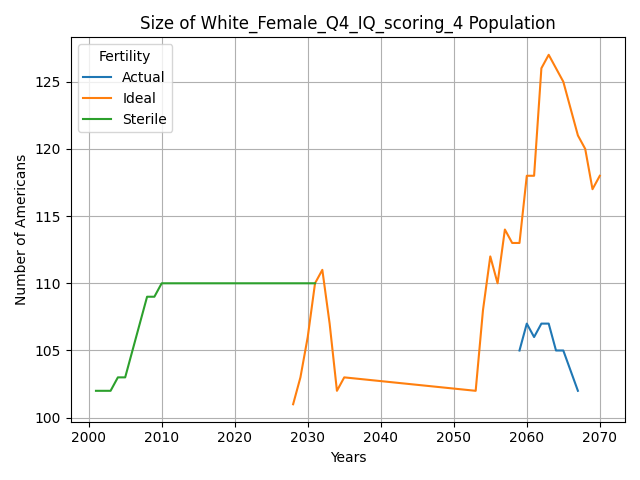 Size of White_Female_Q4_IQ_scoring_4 Population
Fertility
Actual
Ideal
Sterile
Number of Americans
125
120
115
110
105
100
2000 2010 2020 2030 2040 2050 2060 2070
Years